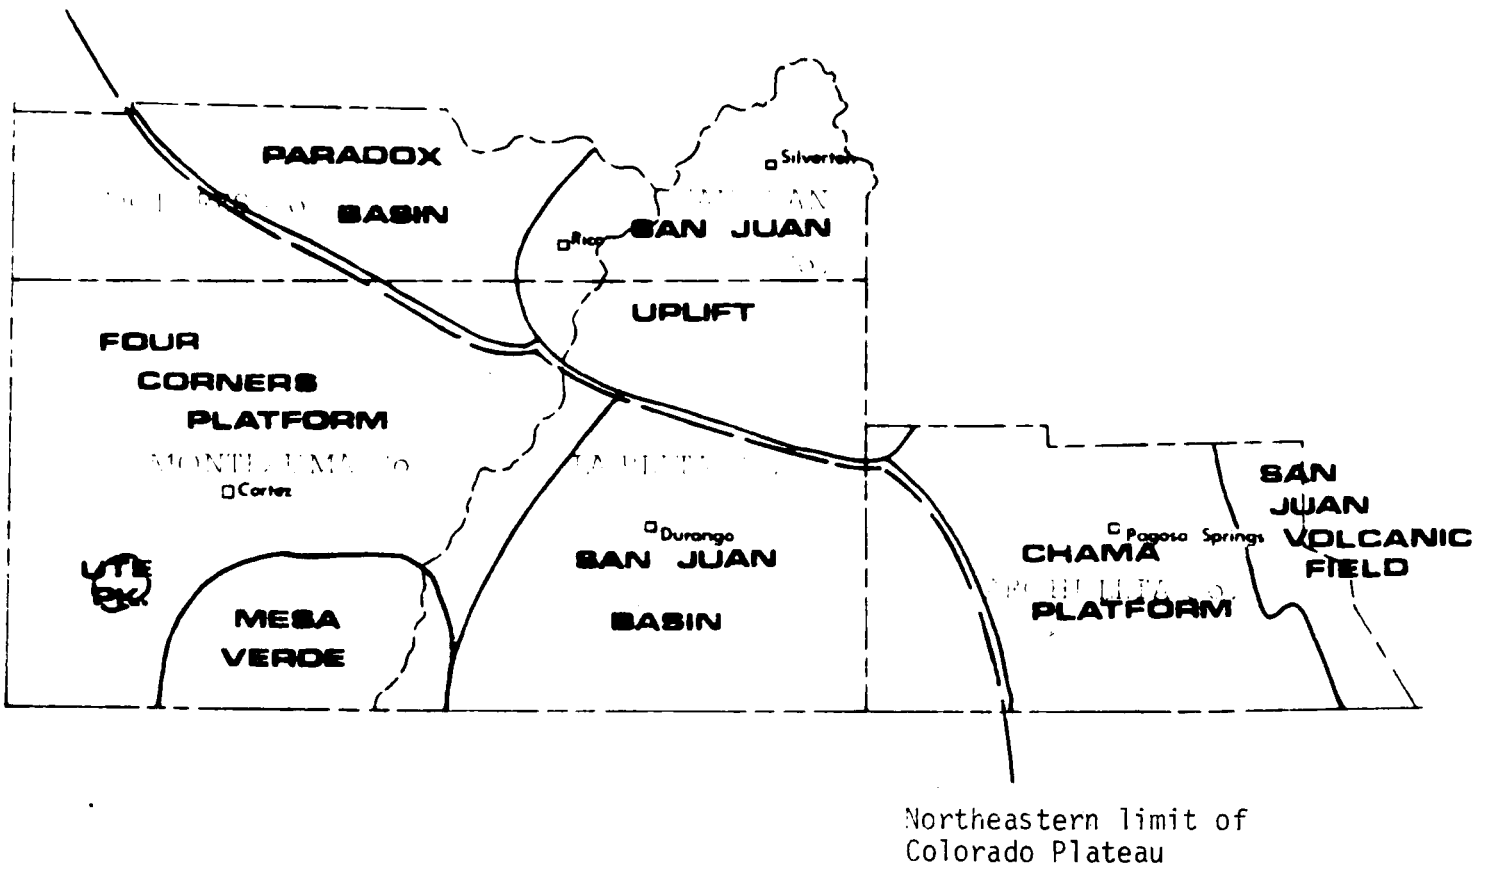 PARADOX
BASIN
Silverton
SAN JUAN
Rico
UPLIFT
FOUR
CORNERS
PLATFORM
Cortez
UTE
PK.
MESA
VERDE
Durango
SAN JUAN
BASIN
Pagosa Springs
CHAMA
PLATFORM
SAN
JUAN
VOLCANIC
FIELD
Northeastern limit of
Colorado Plateau